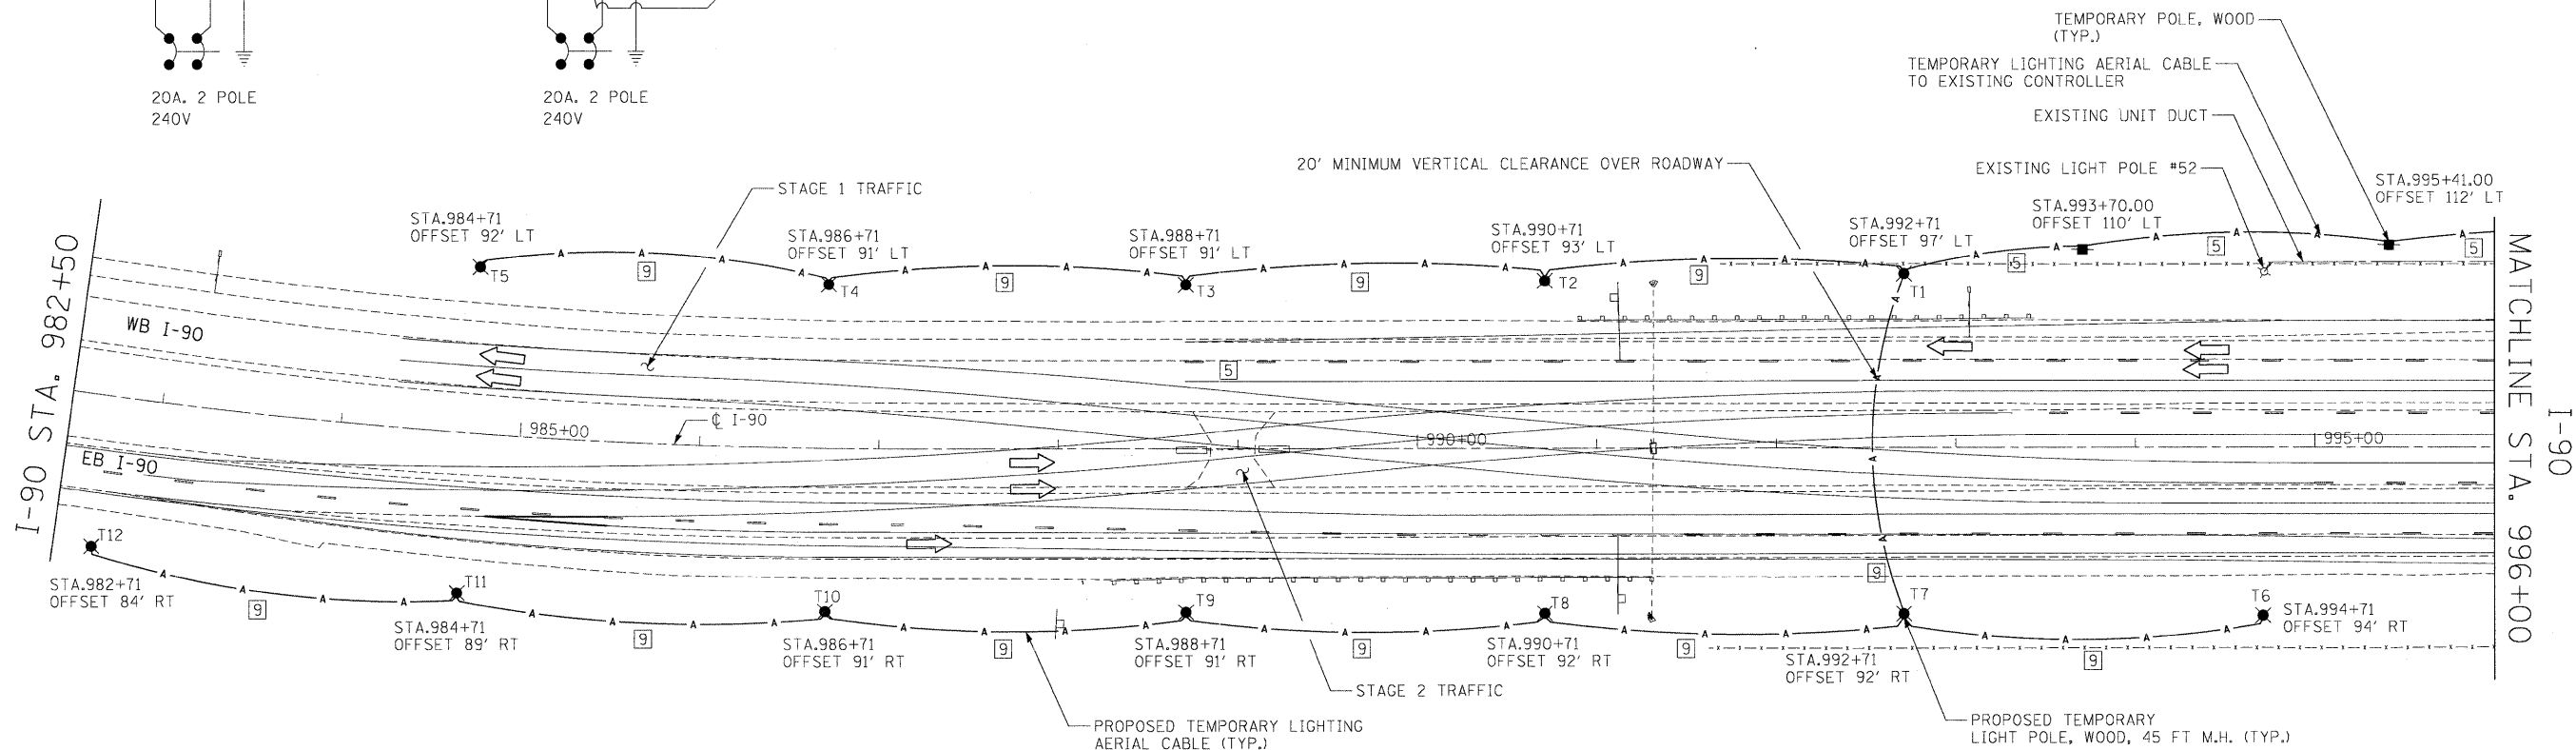 20A. 2 POLE
240V
20A. 2 POLE
240V
TEMPORARY POLE, WOOD
(TYP.)
TEMPORARY LIGHTING AERIAL CABLE
TO EXISTING CONTROLLER
EXISTING UNIT DUCT
20' MINIMUM VERTICAL CLEARANCE OVER ROADWAY
EXISTING LIGHT POLE #52
STAGE 1 TRAFFIC
STA.995+41.00
OFFSET 112' LT
STA.993+70.00
OFFSET 110' LT
STA.984+71
OFFSET 92' LT
STA.986+71
OFFSET 91' LT
STA.988+71
OFFSET 91' LT
STA.990+71
OFFSET 93' LT
STA.992+71
OFFSET 97' LT
T5
T4
T3
T2
T1
9
9
9
9
5
5
5
I-90 STA. 982+50
WB I-90
5
985+00
℄ I-90
990+00
995+00
EB I-90
MATCHLINE STA. 996+00
I-90
T12
T11
T10
T9
T8
T7
T6
9
STA.982+71
OFFSET 84' RT
STA.984+71
OFFSET 89' RT
STA.986+71
OFFSET 91' RT
STA.988+71
OFFSET 91' RT
STA.990+71
OFFSET 92' RT
STA.992+71
OFFSET 92' RT
STA.994+71
OFFSET 94' RT
9
9
9
9
9
9
STAGE 2 TRAFFIC
PROPOSED TEMPORARY LIGHTING
AERIAL CABLE (TYP.)
PROPOSED TEMPORARY
LIGHT POLE, WOOD, 45 FT M.H. (TYP.)